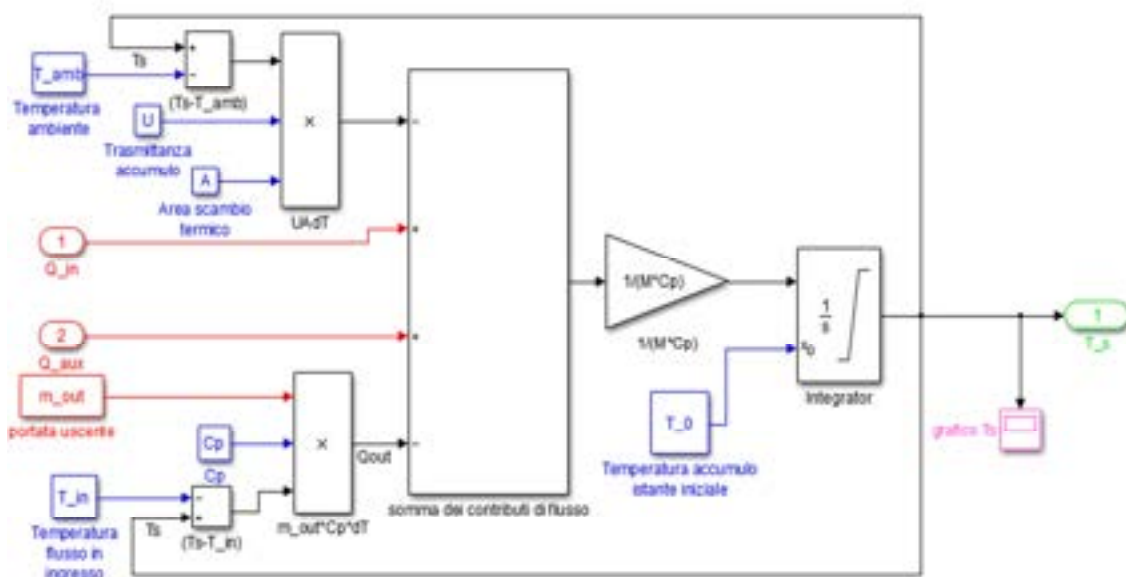 Ts
T_amb
Temperatura
ambiente
(Ts-T_amb)
U
Trasmittanza
accumulo
A
Area scambio
termico
×
UAdT
1
Q_in
2
Q_aux
m_out
portata uscente
Cp
Cp
T_in
Temperatura
flusso in
ingresso
Ts
(Ts-T_in)
×
m_out*Cp*dT
Qout
somma dei contributi di flusso
1/(M*Cp)
1/(M*Cp)
T_0
Temperatura accumulo
istante iniziale
1
s
x0
Integrator
grafico Ts
1
T_s